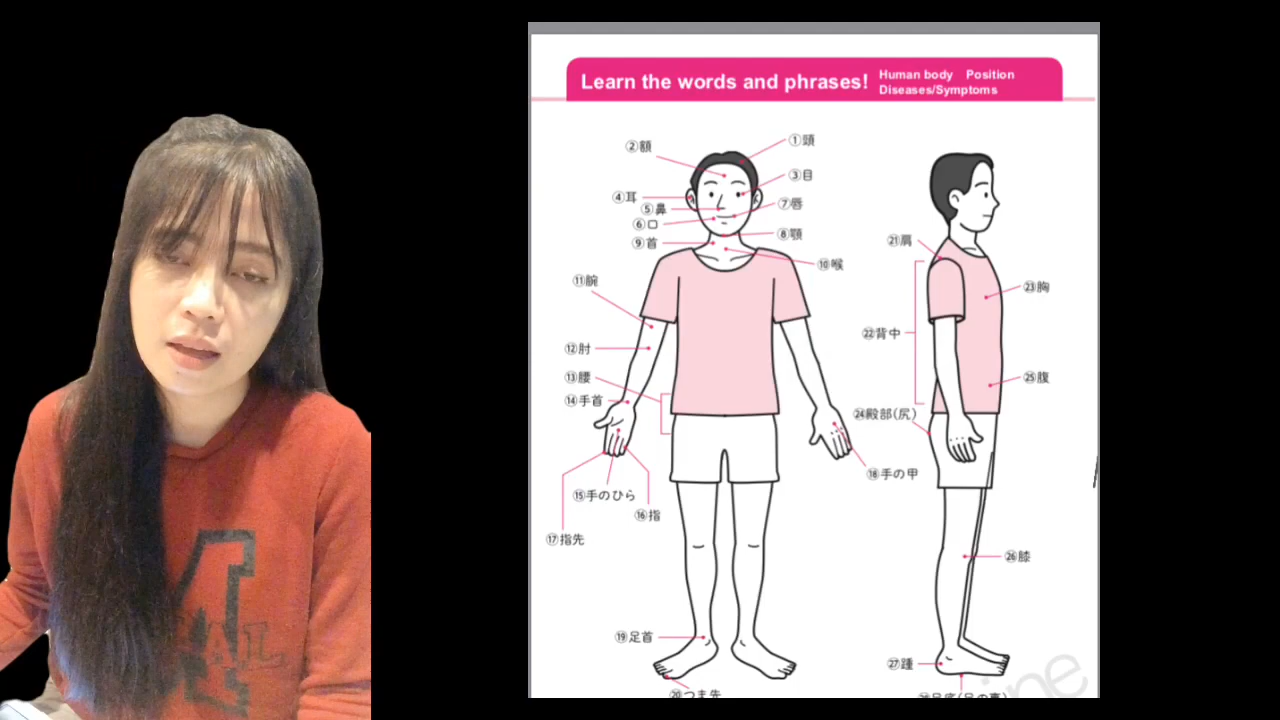 Learn the words and phrases!
Human body Position
Diseases/Symptoms
①頭
②額
③目
④耳
⑤鼻
⑥口
⑦唇
⑧顎
⑨首
⑩喉
⑪腕
⑫肘
⑬腰
⑭手首
⑮手のひら
⑯指
⑰指先
⑱手の甲
⑲足首
⑳つま先
㉑肩
㉒背中
㉓胸
㉔殿部(尻)
㉕腹
㉖膝
㉗踵